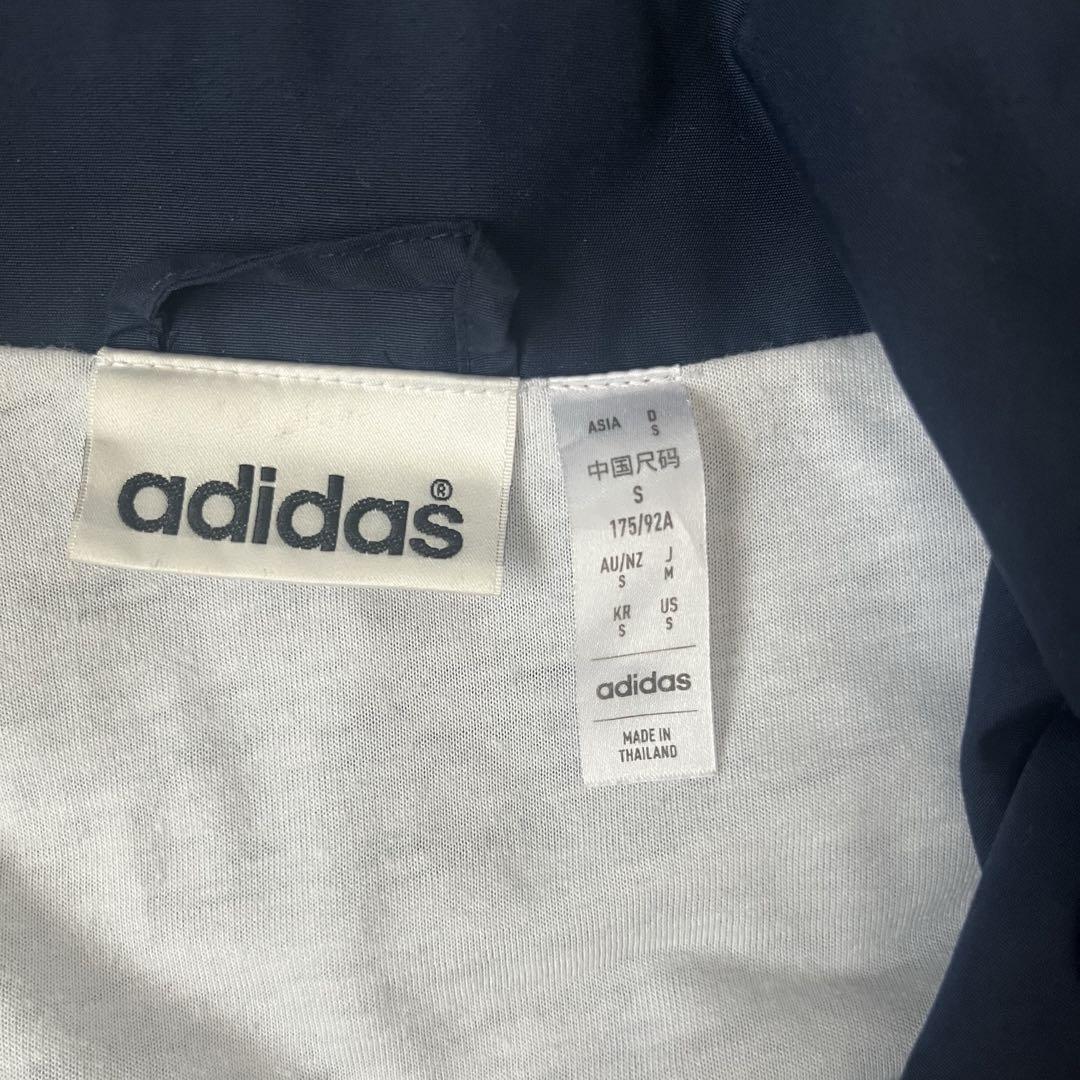 adidas®
ASIA D
S
中国尺码
S
175/92A
AU/NZ J
S M
KR US
S S
adidas
MADE IN
THAILAND